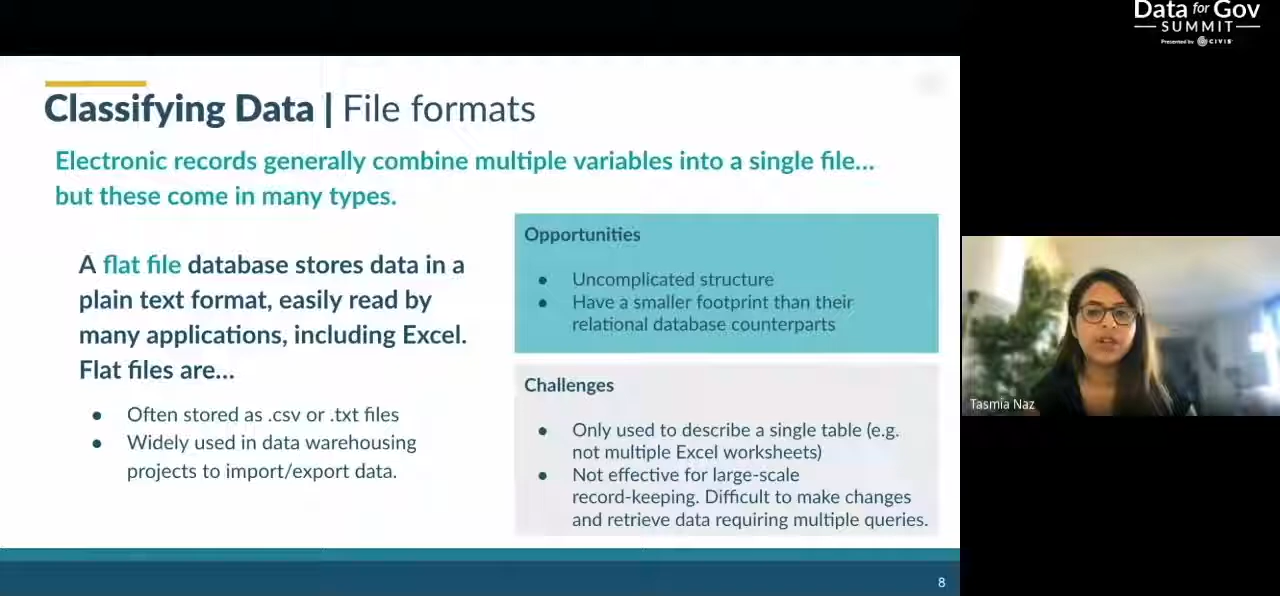 Data for Gov
SUMMIT
Presented by CIVIS
Classifying Data | File formats
Electronic records generally combine multiple variables into a single file...
but these come in many types.
A flat file database stores data in a
plain text format, easily read by
many applications, including Excel.
Flat files are...
● Often stored as .csv or .txt files
● Widely used in data warehousing
projects to import/export data.
Opportunities
● Uncomplicated structure
● Have a smaller footprint than their
relational database counterparts
Challenges
● Only used to describe a single table (e.g.
not multiple Excel worksheets)
● Not effective for large-scale
record-keeping. Difficult to make changes
and retrieve data requiring multiple queries.
8
Tasmia Naz